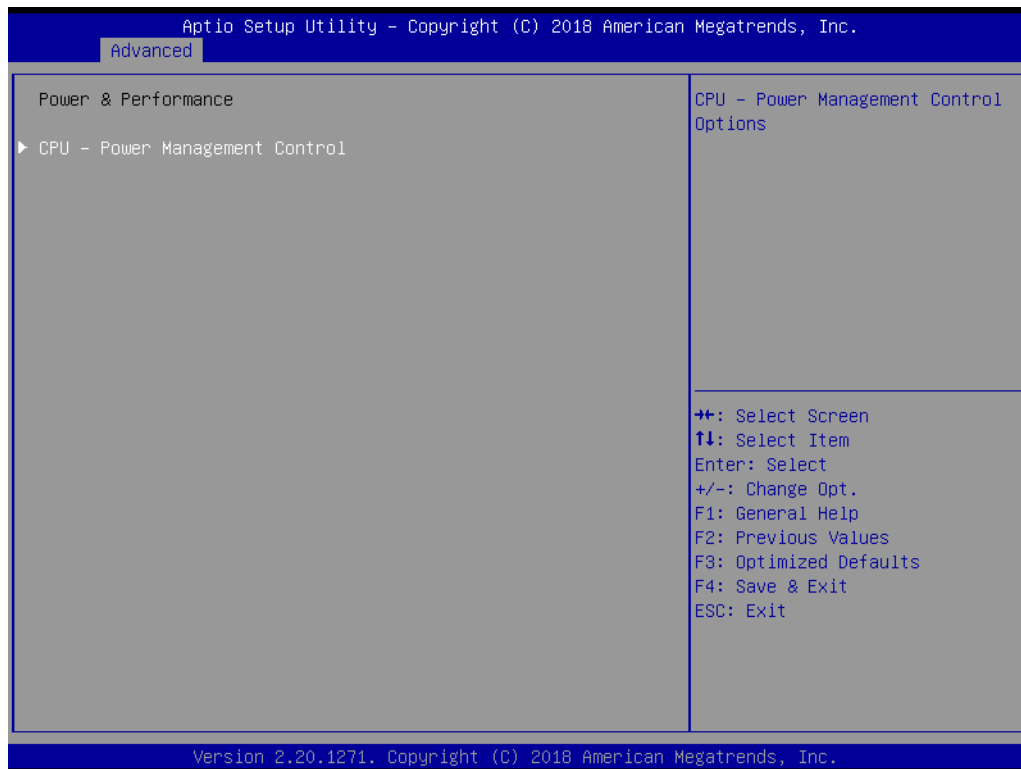 Aptio Setup Utility – Copyright (C) 2018 American Megatrends, Inc.
Advanced
Power & Performance
▶ CPU – Power Management Control
CPU – Power Management Control
Options
→←: Select Screen
↑↓: Select Item
Enter: Select
+/-: Change Opt.
F1: General Help
F2: Previous Values
F3: Optimized Defaults
F4: Save & Exit
ESC: Exit
Version 2.20.1271. Copyright (C) 2018 American Megatrends, Inc.